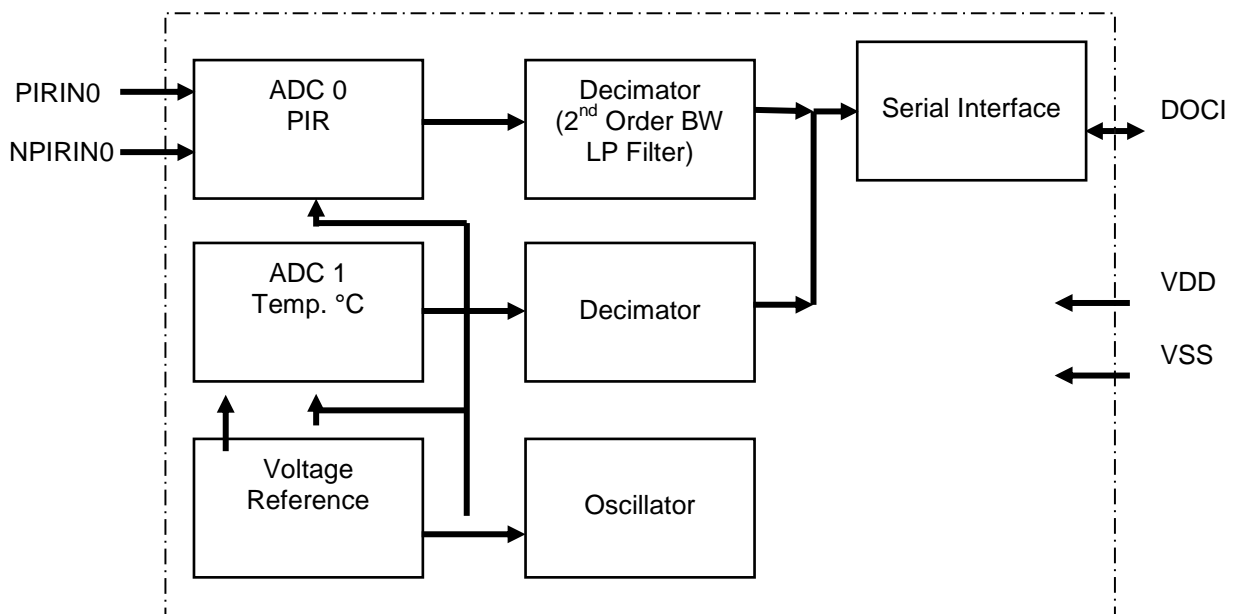 PIRIN0
NPIRIN0
ADC 0
PIR
Decimator
(2nd Order BW
LP Filter)
Serial Interface
DOCI
ADC 1
Temp. °C
Decimator
VDD
VSS
Voltage
Reference
Oscillator